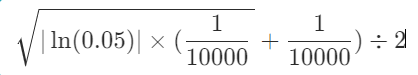 √|ln(0.05)| × (1/10000 + 1/10000) ÷ 2